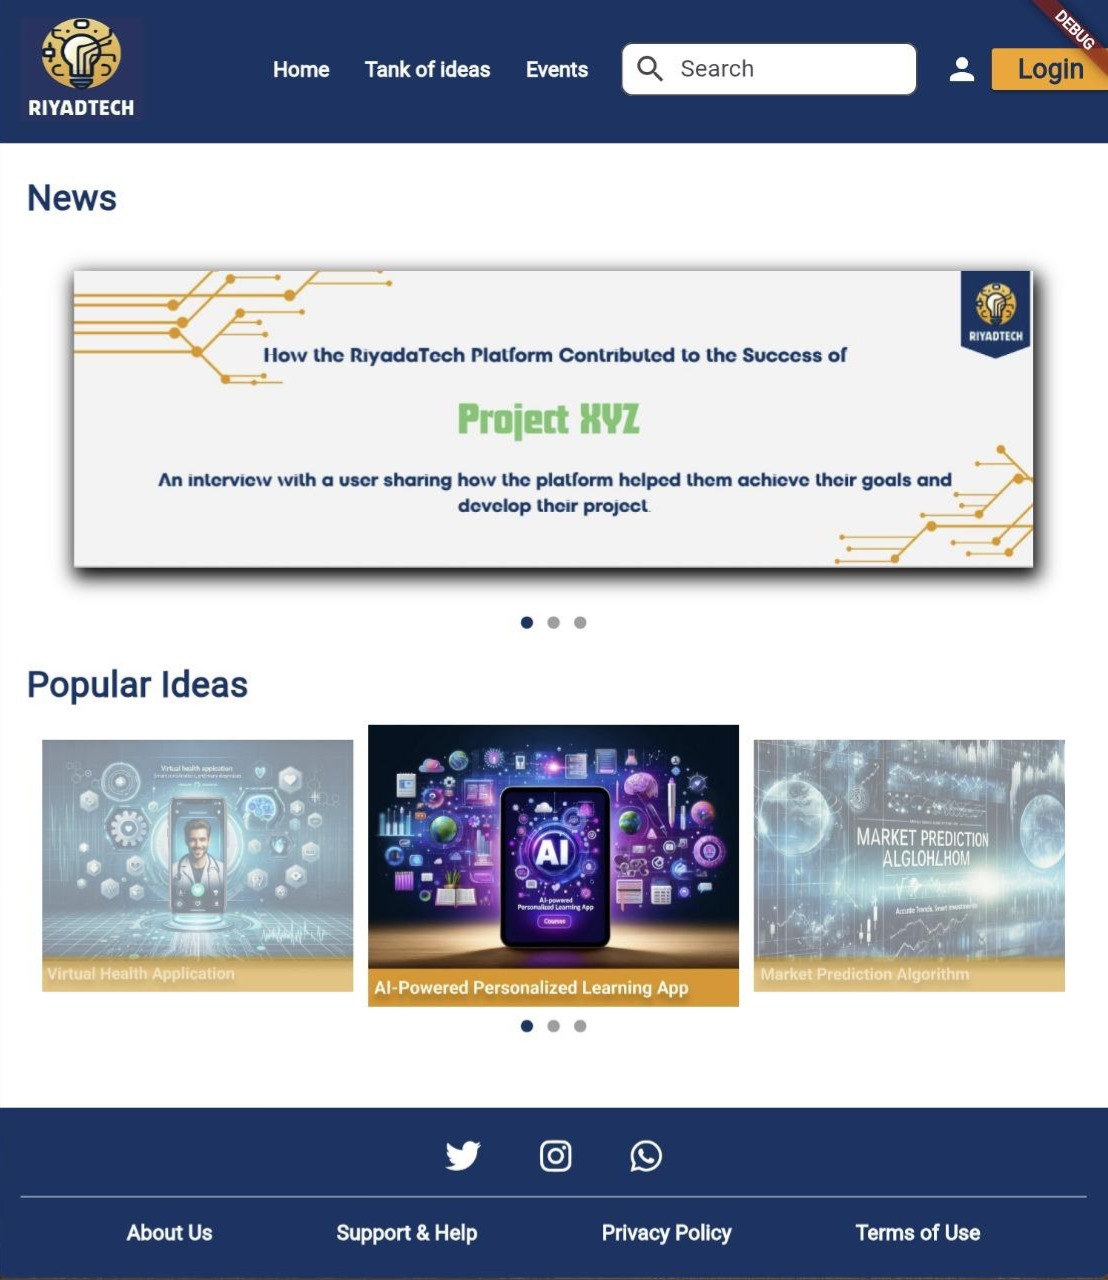 DEBUG
RIYADTECH
Home
Tank of ideas
Events
Search
Login
News
RIYADTECH
How the RiyadaTech Platform Contributed to the Success of
Project XYZ
An interview with a user sharing how the platform helped them achieve their goals and
develop their project.
Popular Ideas
Virtual health application
Virtual Health Application
AI
AI-powered
Personalized Learning App
Courses
AI-Powered Personalized Learning App
MARKET PREDICTION
ALGLOHLHOM
Market Prediction Algorithm
About Us
Support & Help
Privacy Policy
Terms of Use